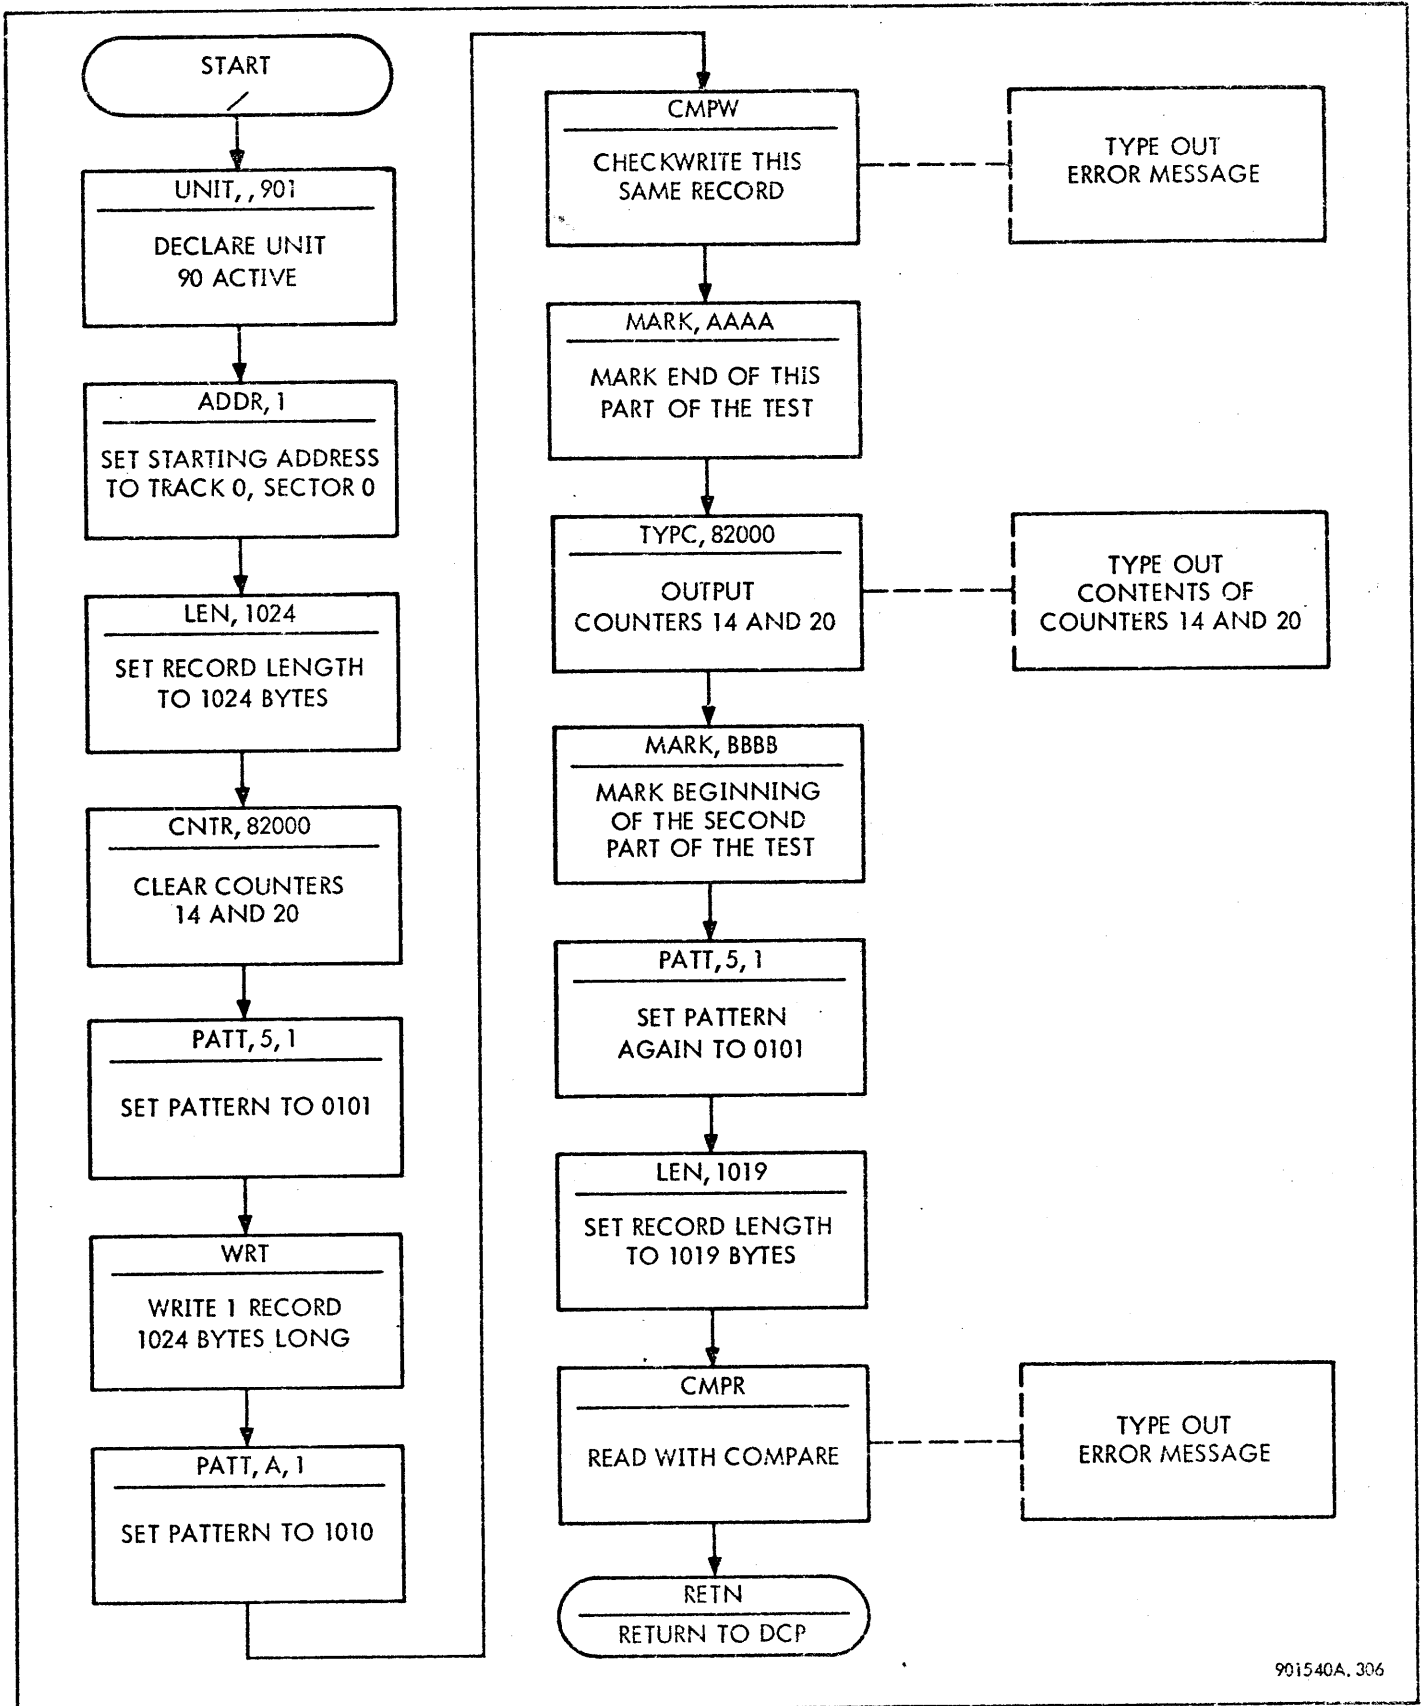 START
UNIT, , 901
DECLARE UNIT
90 ACTIVE
ADDR, 1
SET STARTING ADDRESS
TO TRACK 0, SECTOR 0
LEN, 1024
SET RECORD LENGTH
TO 1024 BYTES
CNTR, 82000
CLEAR COUNTERS
14 AND 20
PATT, 5, 1
SET PATTERN TO 0101
WRT
WRITE 1 RECORD
1024 BYTES LONG
PATT, A, 1
SET PATTERN TO 1010
CMPW
CHECKWRITE THIS
SAME RECORD
TYPE OUT
ERROR MESSAGE
MARK, AAAA
MARK END OF THIS
PART OF THE TEST
TYPC, 82000
OUTPUT
COUNTERS 14 AND 20
TYPE OUT
CONTENTS OF
COUNTERS 14 AND 20
MARK, BBBB
MARK BEGINNING
OF THE SECOND
PART OF THE TEST
PATT, 5, 1
SET PATTERN
AGAIN TO 0101
LEN, 1019
SET RECORD LENGTH
TO 1019 BYTES
CMPR
READ WITH COMPARE
TYPE OUT
ERROR MESSAGE
RETN
RETURN TO DCP
901540A. 306